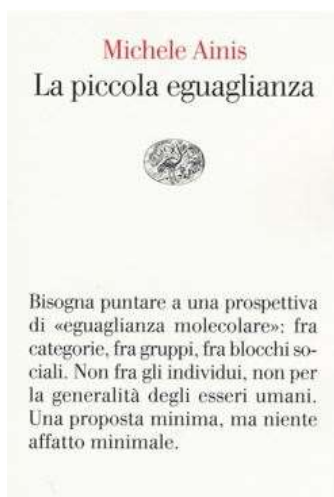 Michele Ainis
La piccola eguaglianza
Bisogna puntare a una prospettiva
di «eguaglianza molecolare»: fra
categorie, fra gruppi, fra blocchi so-
ciali. Non fra gli individui, non per
la generalità degli esseri umani.
Una proposta minima, ma niente
affatto minimale.